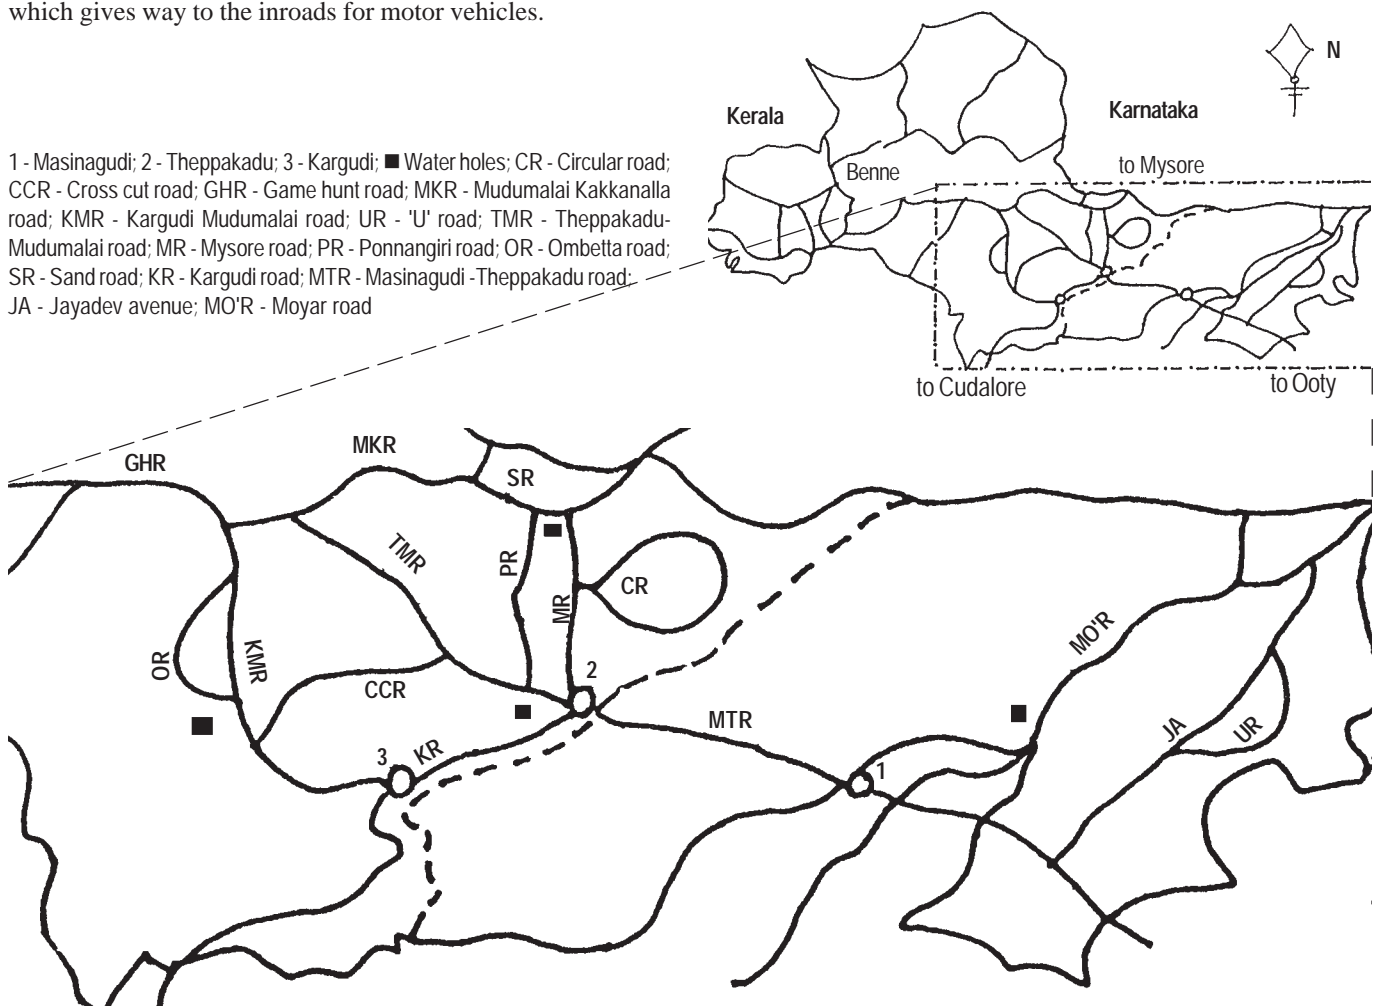 which gives way to the inroads for motor vehicles.
N
Kerala
Karnataka
1 - Masinagudi; 2 - Theppakadu; 3 - Kargudi; ■ Water holes; CR - Circular road;
CCR - Cross cut road; GHR - Game hunt road; MKR - Mudumalai Kakkanalla
road; KMR - Kargudi Mudumalai road; UR - 'U' road; TMR - Theppakadu-
Mudumalai road; MR - Mysore road; PR - Ponnangiri road; OR - Ombetta road;
SR - Sand road; KR - Kargudi road; MTR - Masinagudi -Theppakadu road;
JA - Jayadev avenue; MO'R - Moyar road
Benne
to Mysore
to Cudalore
to Ooty
GHR
MKR
SR
TMR
PR
MR
CR
OR
KMR
CCR
2
MTR
MO'R
JA
UR
3
KR
1